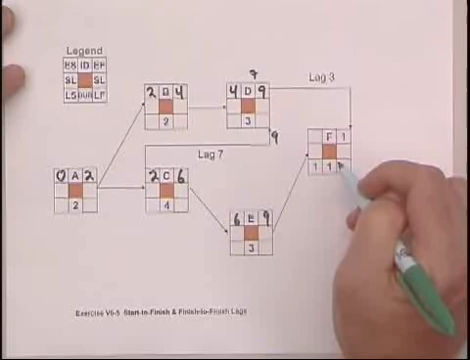 Legend
ES ID EF
SL SL
LS DUR LF
7
Lag 3
2 B 4
2
4 D 9
3
9
F 1
1 1
Lag 7
0 A 2
2
2 C 6
4
6 E 9
3
Exercise V6-5 Start-to-Finish & Finish-to-Finish Lags